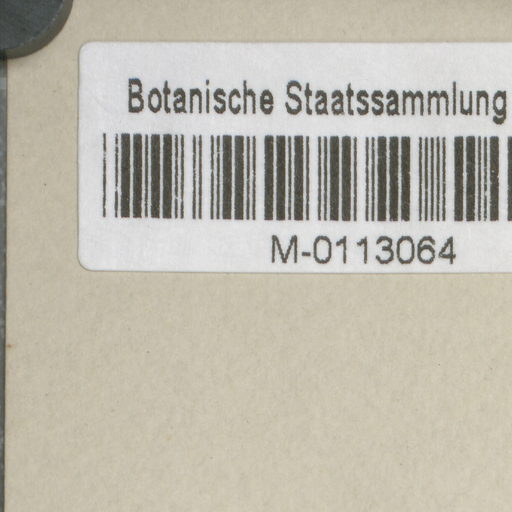 Botanische Staatssammlung
M-0113064